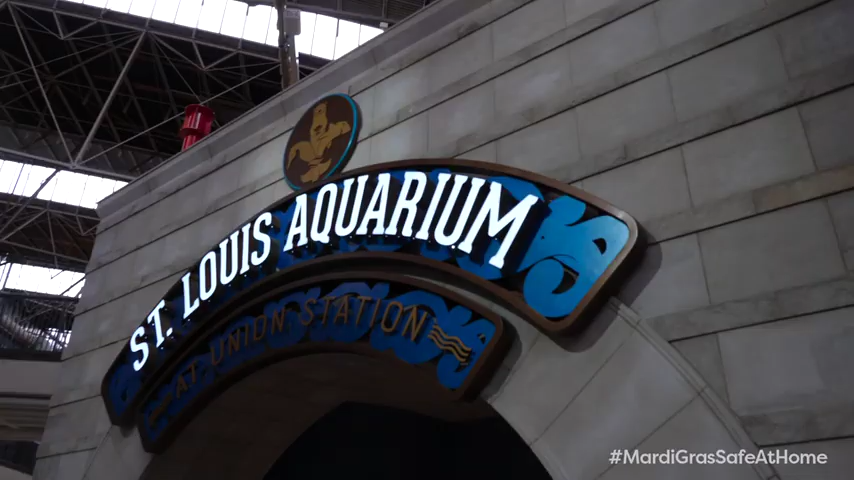 ST. LOUIS AQUARIUM
AT UNION STATION
#MardiGrasSafeAtHome